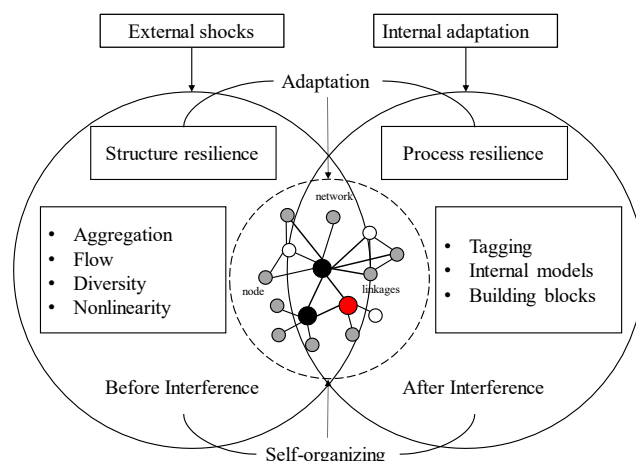 External shocks
Internal adaptation
Adaptation
Structure resilience
Process resilience
network
• Aggregation
• Flow
• Diversity
• Nonlinearity
• Tagging
• Internal models
• Building blocks
node
linkages
Before Interference
After Interference
Self-organizing